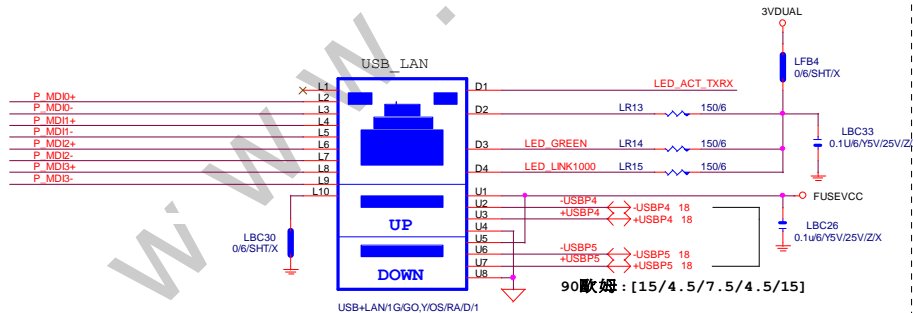 3VDUAL
USB_LAN
LFB4
0/6/SHT/X
L1
D1
LED_ACT_TXRX
P_MDI0+
L2
P_MDI0-
L3
D2
LR13
150/6
P_MDI1+
L4
P_MDI1-
L5
LBC33
0.1U/6/Y5V/25V/Z/
P_MDI2+
L6
P_MDI2-
L7
D3
LED_GREEN
LR14
150/6
P_MDI3+
L8
D4
LED_LINK1000
LR15
150/6
P_MDI3-
L9
L10
U1
FUSEVCC
U2
-USBP4
-USBP4 18
U3
+USBP4
+USBP4 18
UP
U4
LBC26
0.1u/6/Y5V/25V/Z/X
LBC30
0/6/SHT/X
U5
U6
-USBP5
-USBP5 18
U7
+USBP5
+USBP5 18
DOWN
U8
90歐姆:[15/4.5/7.5/4.5/15]
USB+LAN/1G/GO,Y/OS/RA/D/1
w w w .